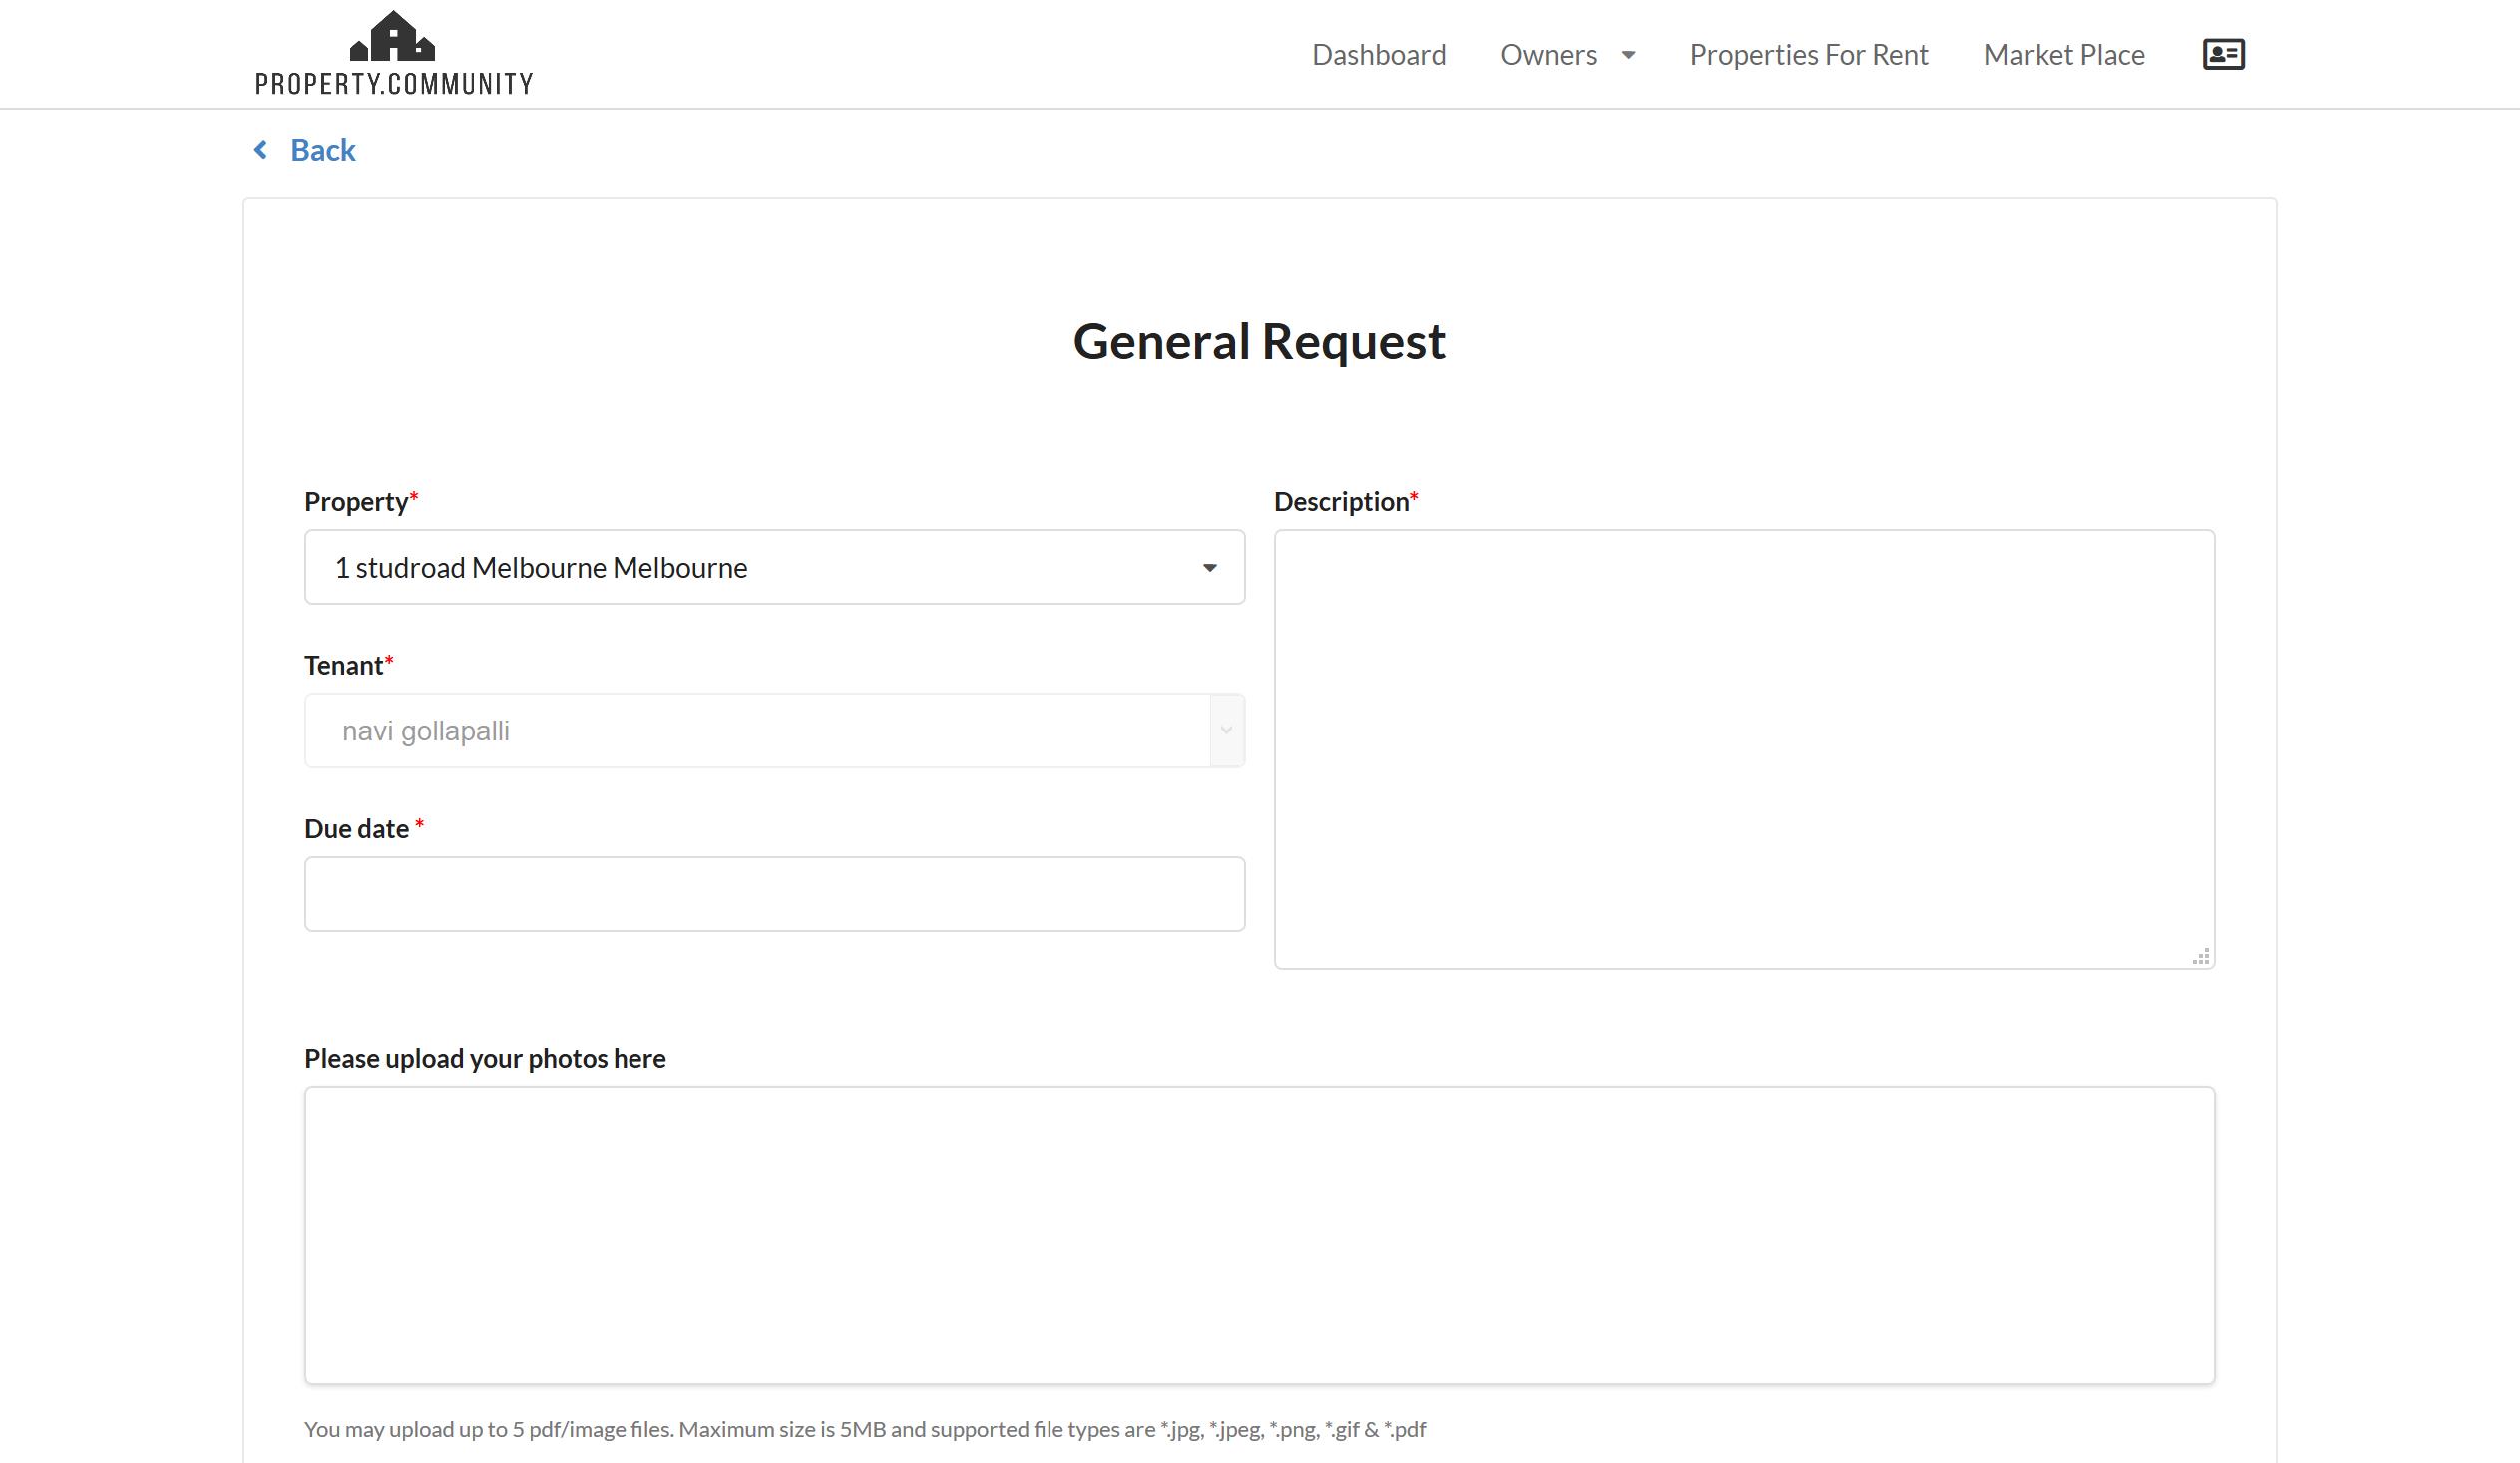 PROPERTY.COMMUNITY
Dashboard
Owners
Properties For Rent
Market Place
Back
General Request
Property*
1 studroad Melbourne Melbourne
Tenant*
navi gollapalli
Due date *
Description*
Please upload your photos here
You may upload up to 5 pdf/image files. Maximum size is 5MB and supported file types are *.jpg, *.jpeg, *.png, *.gif & *.pdf